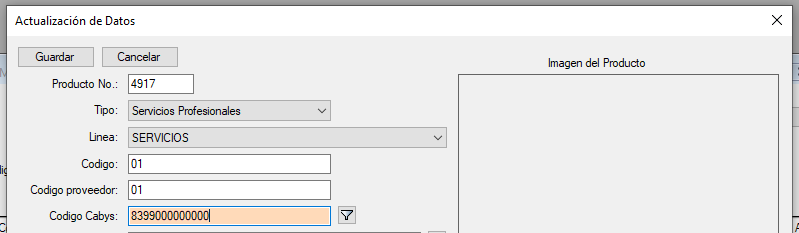 Actualización de Datos
Guardar Cancelar
Producto No.: 4917
Imagen del Producto
Tipo: Servicios Profesionales
Linea: SERVICIOS
Codigo: 01
Codigo proveedor: 01
Codigo Cabys: 8399000000000